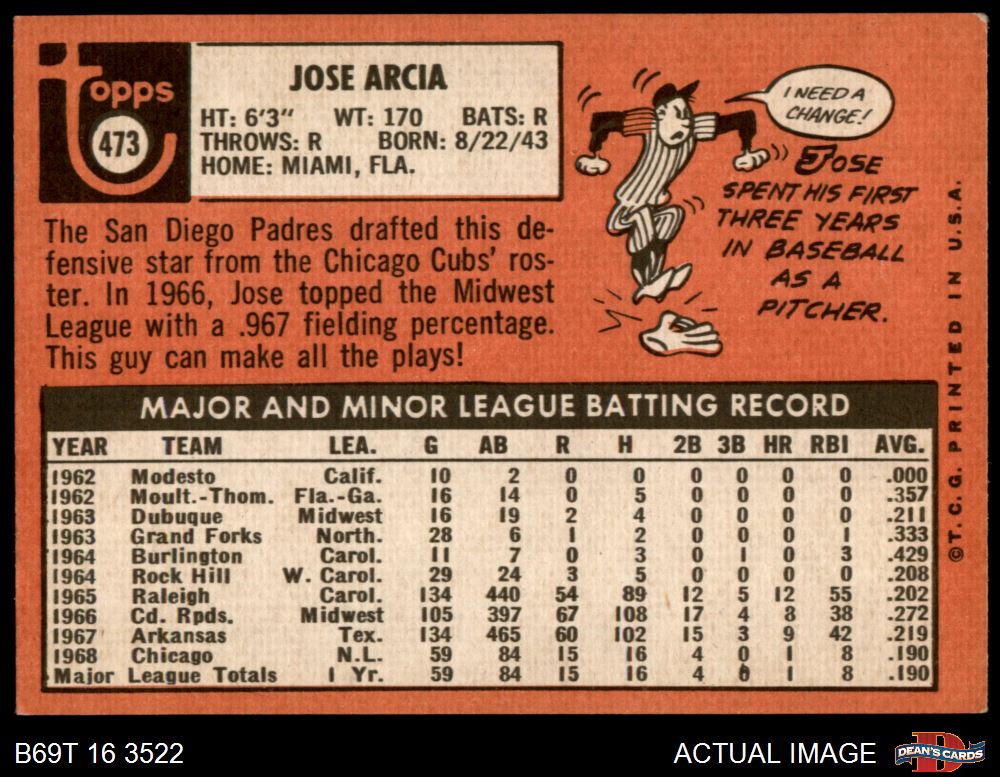 Topps
473
JOSE ARCIA
HT: 6'3" WT: 170 BATS: R
THROWS: R BORN: 8/22/43
HOME: MIAMI, FLA.
The San Diego Padres drafted this de-
fensive star from the Chicago Cubs' ros-
ter. In 1966, Jose topped the Midwest
League with a .967 fielding percentage.
This guy can make all the plays!
I NEED A
CHANGE!
JOSE
SPENT HIS FIRST
THREE YEARS
IN BASEBALL
AS A
PITCHER.
©T. C. G. PRINTED IN U.S.A.
MAJOR AND MINOR LEAGUE BATTING RECORD
YEAR TEAM LEA. G AB R H 2B 3B HR RBI AVG.
1962 Modesto Calif. 10 2 0 0 0 0 0 0 .000
1962 Moult.-Thom. Fla.-Ga. 16 14 0 5 0 0 0 0 .357
1963 Dubuque Midwest 16 19 2 4 0 0 0 0 .211
1963 Grand Forks North. 28 6 1 2 0 0 0 1 .333
1964 Burlington Carol. 11 7 0 3 0 1 0 3 .429
1964 Rock Hill W. Carol. 29 24 3 5 0 0 0 0 .208
1965 Raleigh Carol. 134 440 54 89 12 5 12 55 .202
1966 Cd. Rpds. Midwest 105 397 67 108 17 4 8 38 .272
1967 Arkansas Tex. 134 465 60 102 15 3 9 42 .219
1968 Chicago N.L. 59 84 15 16 4 0 1 8 .190
Major League Totals 1 Yr. 59 84 15 16 4 0 1 8 .190
B69T 16 3522
ACTUAL IMAGE
D
DEAN'S CARDS